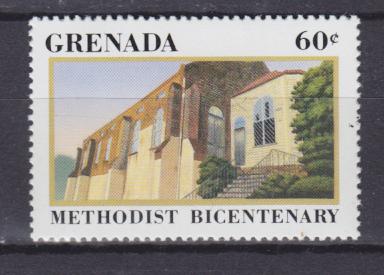 GRENADA 60¢
METHODIST BICENTENARY